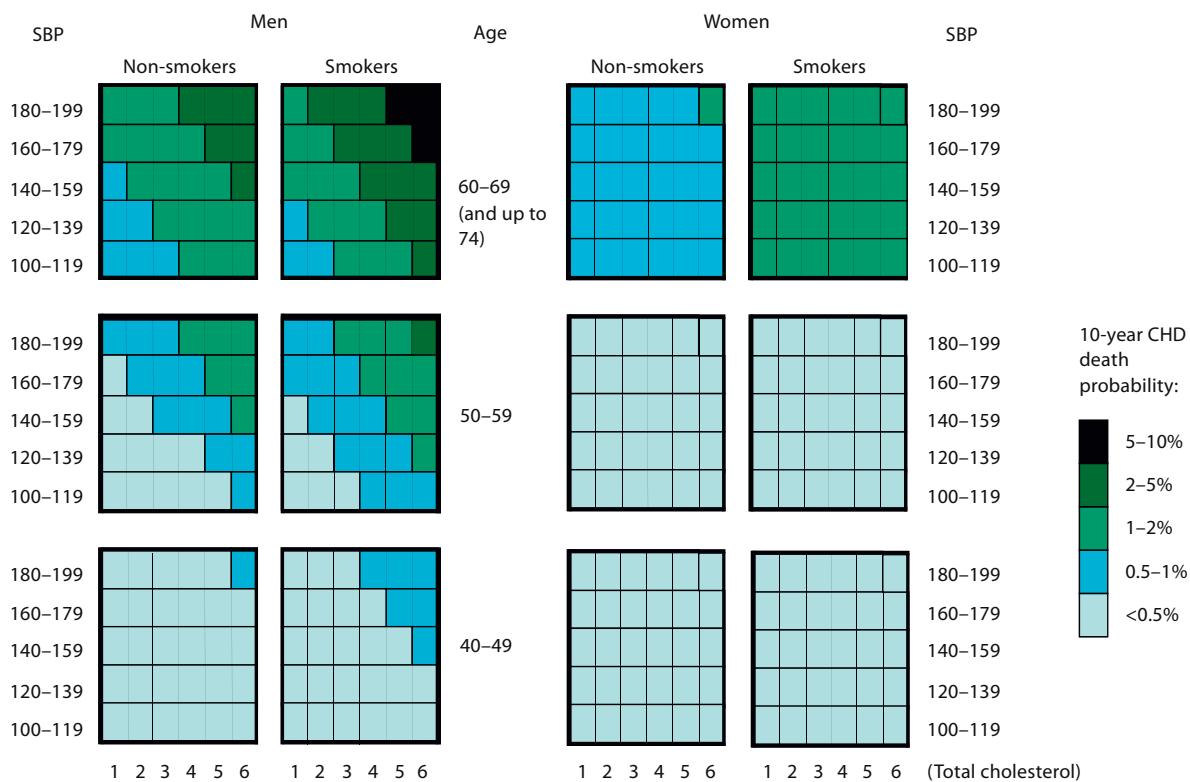 Men
Women
SBP
Age
SBP
Non-smokers
Smokers
Non-smokers
Smokers
180–199
180–199
160–179
160–179
140–159
60–69
140–159
(and up to
120–139
74)
120–139
100–119
100–119
180–199
180–199
160–179
160–179
140–159
50–59
140–159
120–139
120–139
100–119
100–119
10-year CHD
death
probability:
5–10%
2–5%
1–2%
0.5–1%
<0.5%
180–199
180–199
160–179
160–179
140–159
40–49
140–159
120–139
120–139
100–119
100–119
1 2 3 4 5 6
1 2 3 4 5 6
1 2 3 4 5 6
1 2 3 4 5 6
(Total cholesterol)